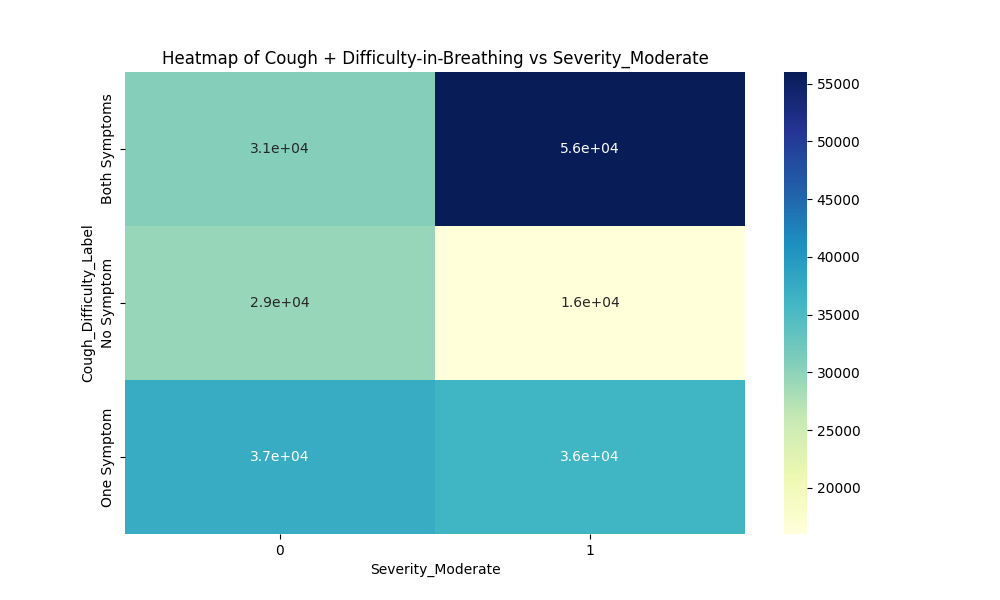 Heatmap of Cough + Difficulty-in-Breathing vs Severity_Moderate
Cough_Difficulty_Label
Both Symptoms
3.1e+04
5.6e+04
No Symptom
2.9e+04
1.6e+04
One Symptom
3.7e+04
3.6e+04
0
1
Severity_Moderate
55000
50000
45000
40000
35000
30000
25000
20000